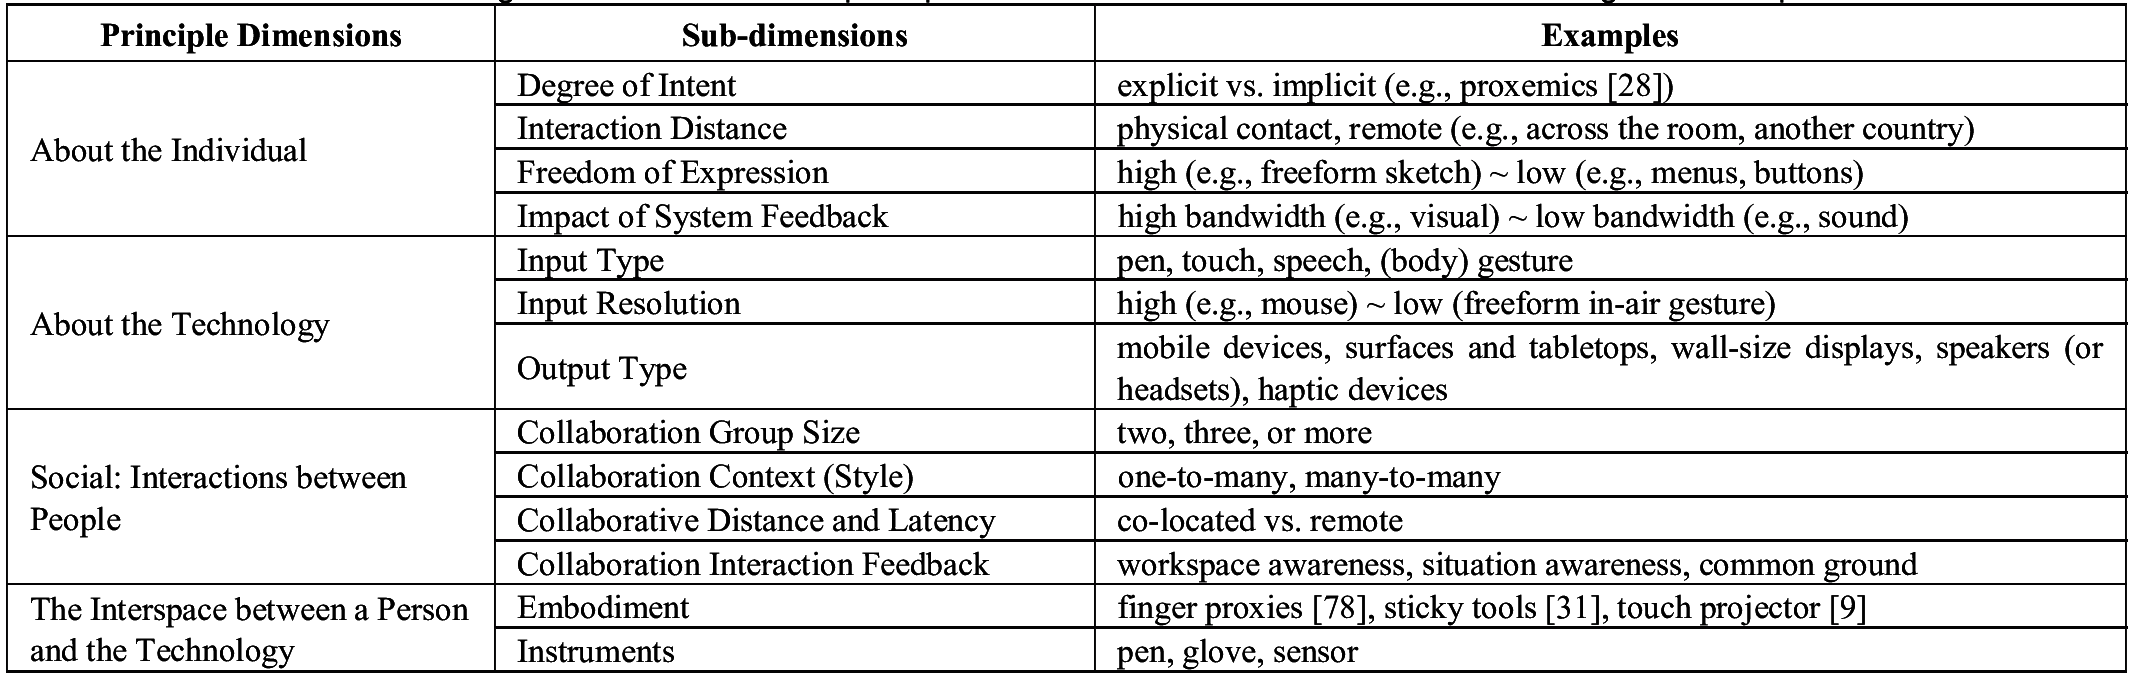 Principle Dimensions Sub-dimensions Examples
About the Individual
Degree of Intent explicit vs. implicit (e.g., proxemics [28])
Interaction Distance physical contact, remote (e.g., across the room, another country)
Freedom of Expression high (e.g., freeform sketch) ~ low (e.g., menus, buttons)
Impact of System Feedback high bandwidth (e.g., visual) ~ low bandwidth (e.g., sound)
About the Technology
Input Type pen, touch, speech, (body) gesture
Input Resolution high (e.g., mouse) ~ low (freeform in-air gesture)
Output Type
mobile devices, surfaces and tabletops, wall-size displays, speakers (or
headsets), haptic devices
Social: Interactions between
People
Collaboration Group Size two, three, or more
Collaboration Context (Style) one-to-many, many-to-many
Collaborative Distance and Latency co-located vs. remote
Collaboration Interaction Feedback workspace awareness, situation awareness, common ground
The Interspace between a Person
and the Technology
Embodiment finger proxies [78], sticky tools [31], touch projector [9]
Instruments pen, glove, sensor